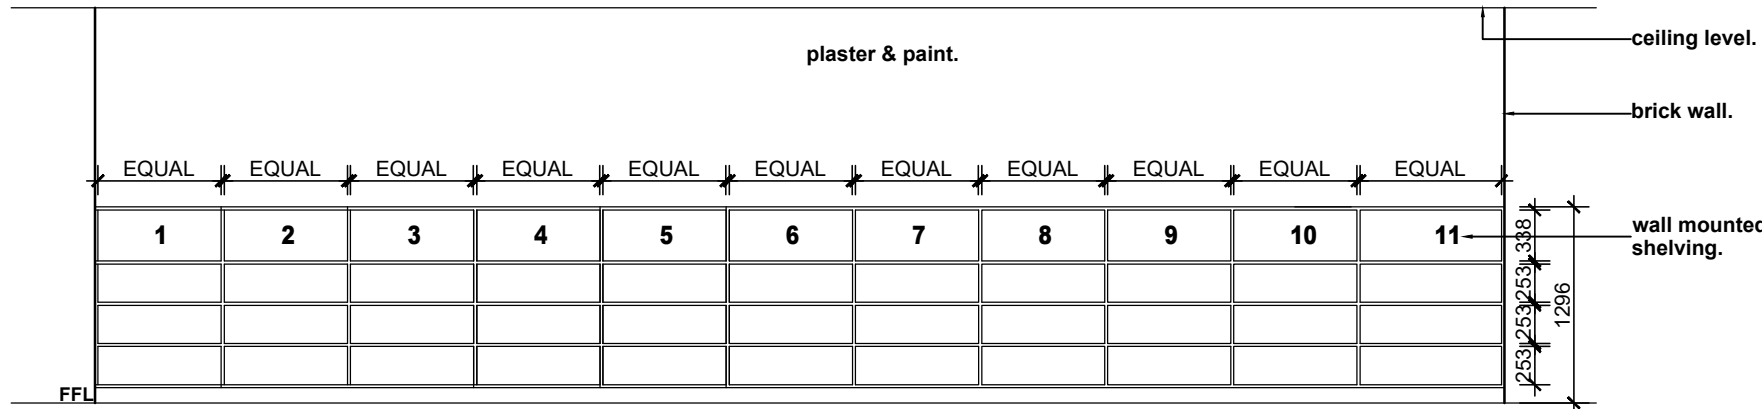 ceiling level.
plaster & paint.
brick wall.
EQUAL EQUAL EQUAL EQUAL EQUAL EQUAL EQUAL EQUAL EQUAL EQUAL EQUAL
1 2 3 4 5 6 7 8 9 10 11
wall mounted
shelving.
338
253
253
253
1296
FFL